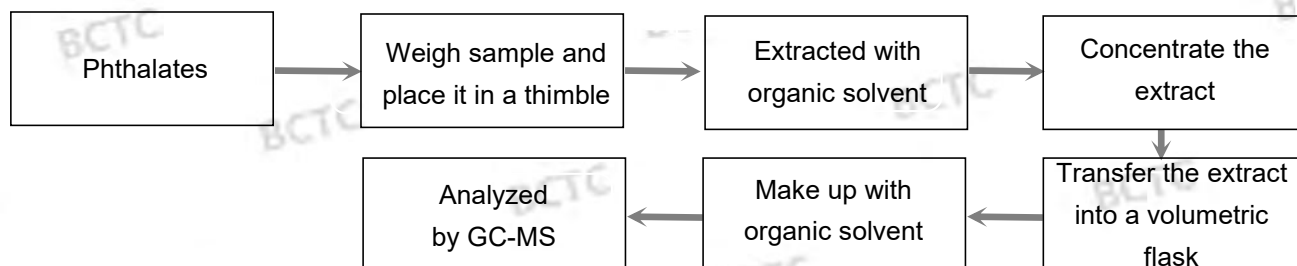 Phthalates
Weigh sample and
place it in a thimble
Extracted with
organic solvent
Concentrate the
extract
Transfer the extract
into a volumetric
flask
Make up with
organic solvent
Analyzed
by GC-MS
BCTC
BCTC
BCTC
BCTC
BCTC